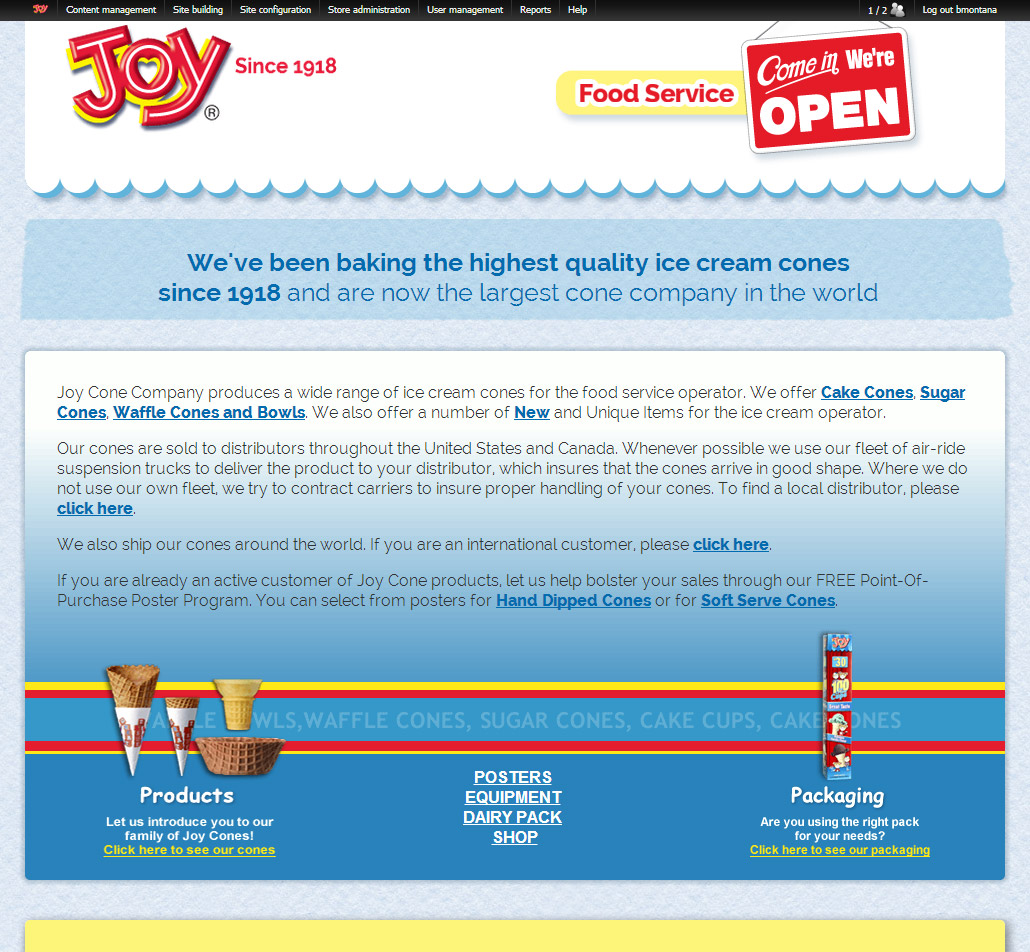 Joy Content management Site building Site configuration Store administration User management Reports Help 1 / 2 Log out bmontana
Joy ® Since 1918
Food Service
Come in We're
OPEN
We've been baking the highest quality ice cream cones
since 1918 and are now the largest cone company in the world
Joy Cone Company produces a wide range of ice cream cones for the food service operator. We offer Cake Cones, Sugar
Cones, Waffle Cones and Bowls. We also offer a number of New and Unique Items for the ice cream operator.
Our cones are sold to distributors throughout the United States and Canada. Whenever possible we use our fleet of air-ride
suspension trucks to deliver the product to your distributor, which insures that the cones arrive in good shape. Where we do
not use our own fleet, we try to contract carriers to insure proper handling of your cones. To find a local distributor, please
click here.
We also ship our cones around the world. If you are an international customer, please click here.
If you are already an active customer of Joy Cone products, let us help bolster your sales through our FREE Point-Of-
Purchase Poster Program. You can select from posters for Hand Dipped Cones or for Soft Serve Cones.
WAFFLE CONES, SUGAR CONES, CAKE CUPS,
Products
Let us introduce you to our
family of Joy Cones!
Click here to see our cones
POSTERS
EQUIPMENT
DAIRY PACK
SHOP
JOY
100
Packaging
Are you using the right pack
for your needs?
Click here to see our packaging